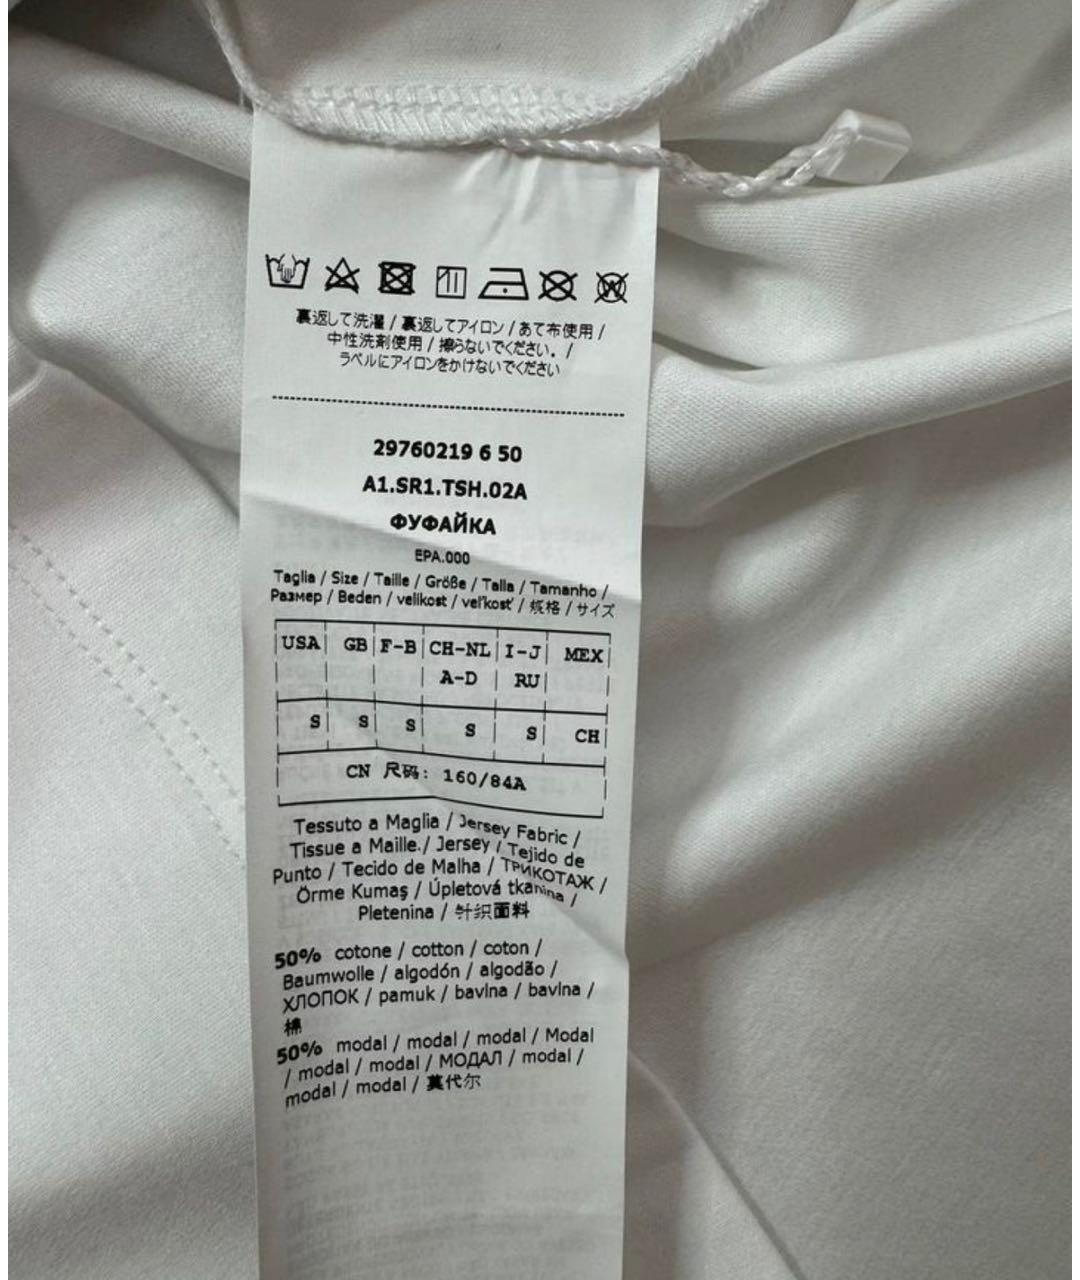 裏返して洗濯 / 裏返してアイロン / あて布使用 /
中性洗剤使用 / 擦らないでください。 /
ラベルにアイロンをかけないでください
29760219 6 50
A1.SR1.TSH.02A
ФУФАЙКА
EPA.000
Taglia / Size / Taille / Größe / Talla / Tamanho /
Размер / Beden / velikost / veľkosť / 规格 / サイズ
USA GB F-B CH-NL I-J MEX
A-D RU
S S S S S CH
CN 尺码: 160/84A
Tessuto a Maglia / Jersey Fabric /
Tissue a Maille./ Jersey / Tejido de
Punto / Tecido de Malha / ТРИКОТАЖ /
Örme Kumaş / Úpletová tkanina /
Pletenina / 针织面料
50% cotone / cotton / coton /
Baumwolle / algodón / algodão /
ХЛОПОК / pamuk / bavlna / bavlna /
棉
50% modal / modal / modal / Modal
/ modal / modal / МОДАЛ / modal /
modal / modal / 莫代尔